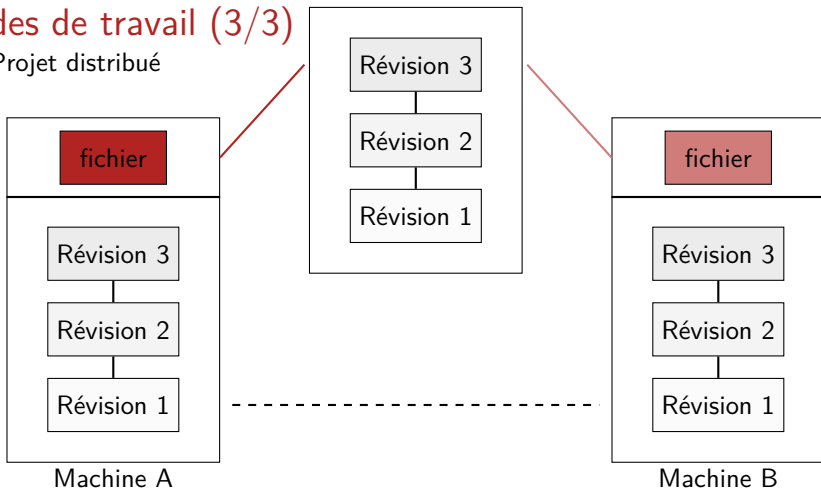 des de travail (3/3)
Projet distribué
Révision 3
Révision 2
Révision 1
fichier
Révision 3
Révision 2
Révision 1
Machine A
fichier
Révision 3
Révision 2
Révision 1
Machine B